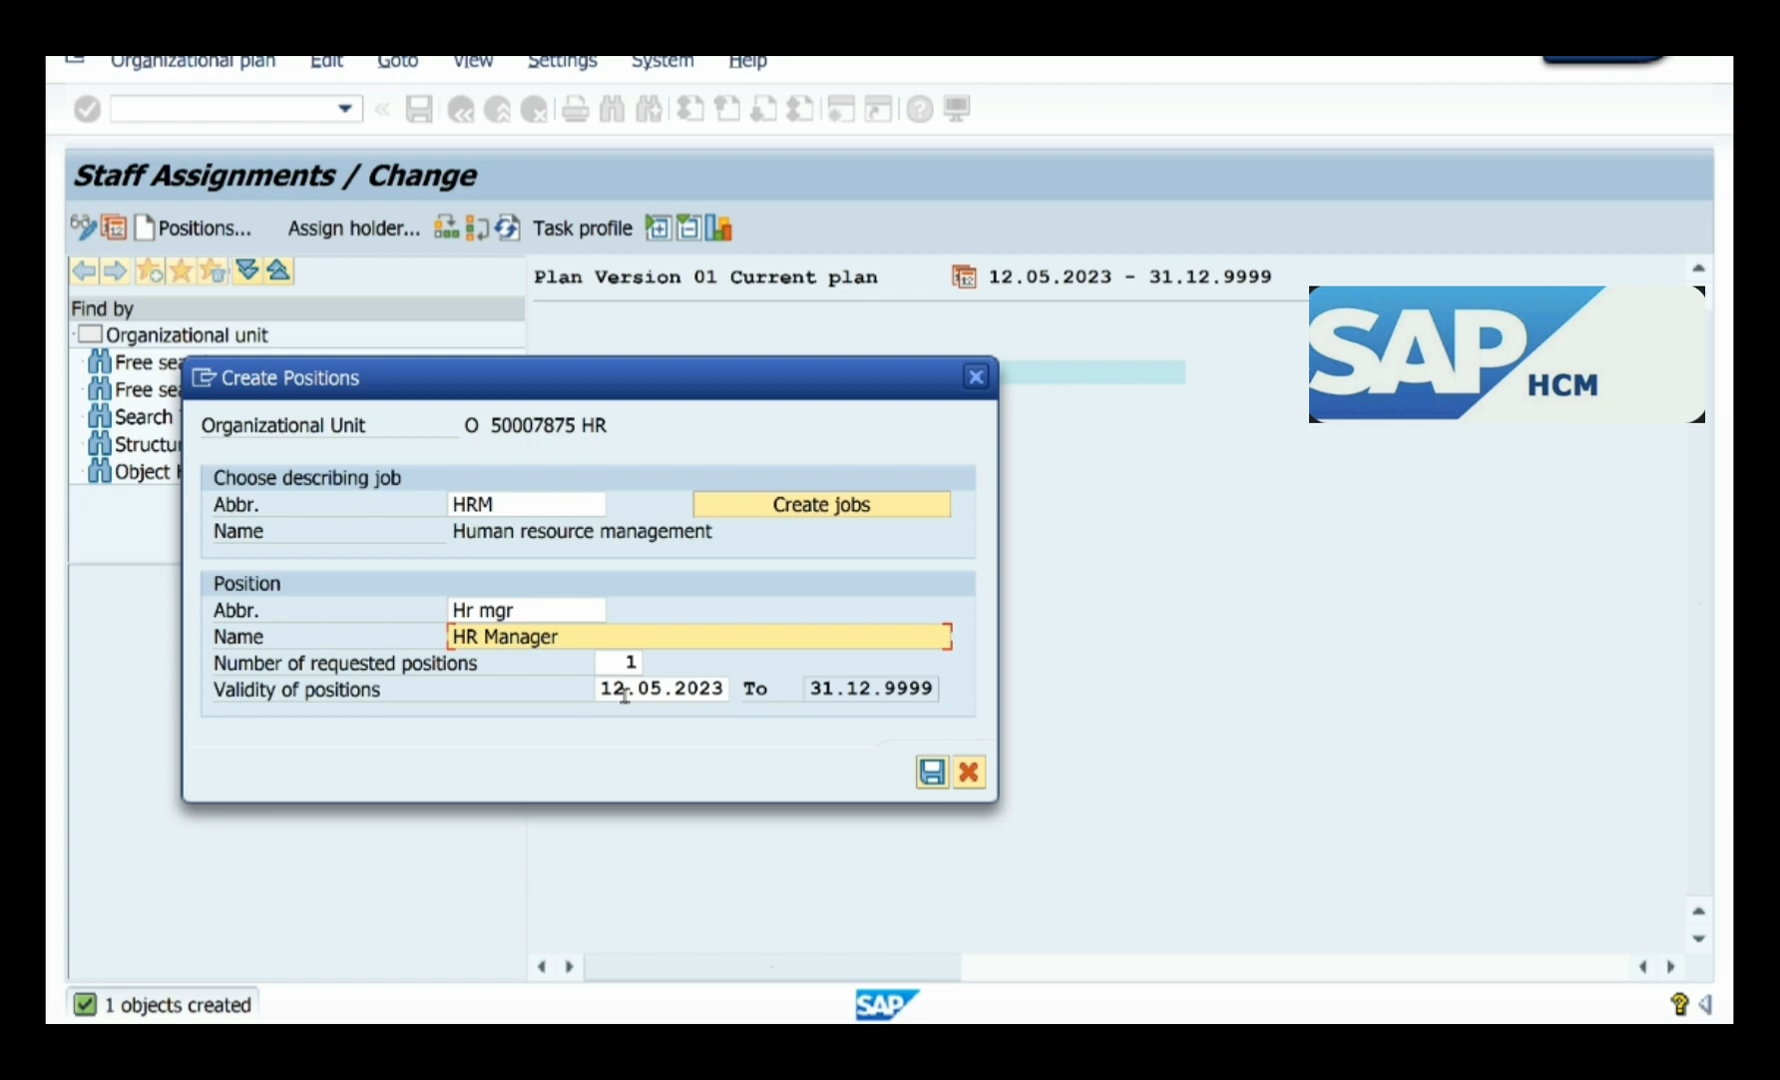 Organizational plan Edit Goto View Settings System Help
Staff Assignments / Change
Positions... Assign holder... Task profile
Plan Version 01 Current plan 12.05.2023 - 31.12.9999
Find by
Organizational unit
Free sea
Free sea
Search
Structu
Object
SAP HCM
Create Positions
Organizational Unit O 50007875 HR
Choose describing job
Abbr. HRM Create jobs
Name Human resource management
Position
Abbr. Hr mgr
Name HR Manager
Number of requested positions 1
Validity of positions 12.05.2023 To 31.12.9999
1 objects created
SAP